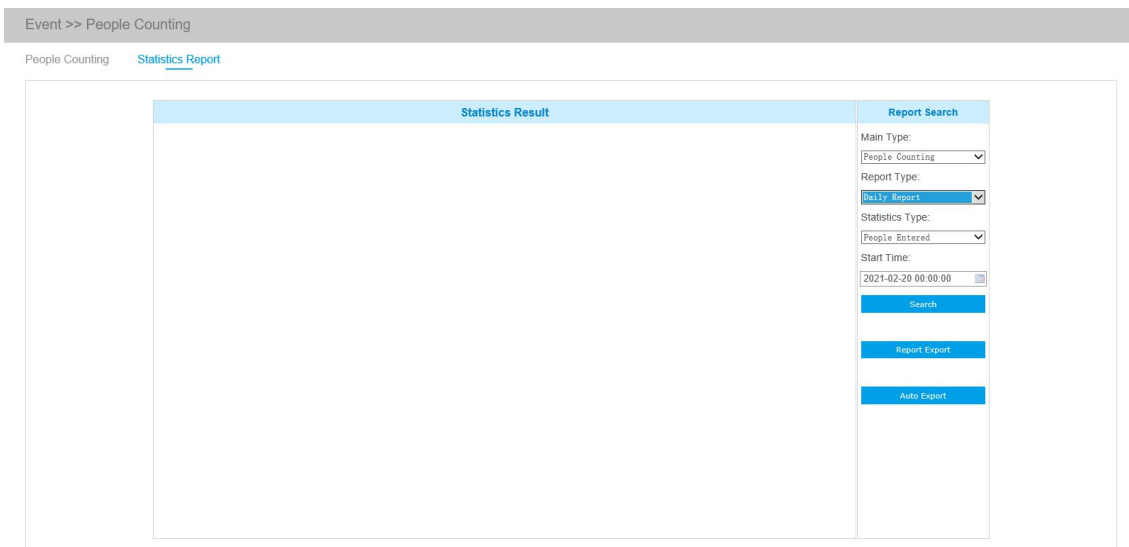 Event >> People Counting
People Counting Statistics Report
Statistics Result
Report Search
Main Type:
People Counting
Report Type:
Daily Report
Statistics Type:
People Entered
Start Time:
2021-02-20 00:00:00
Search
Report Export
Auto Export